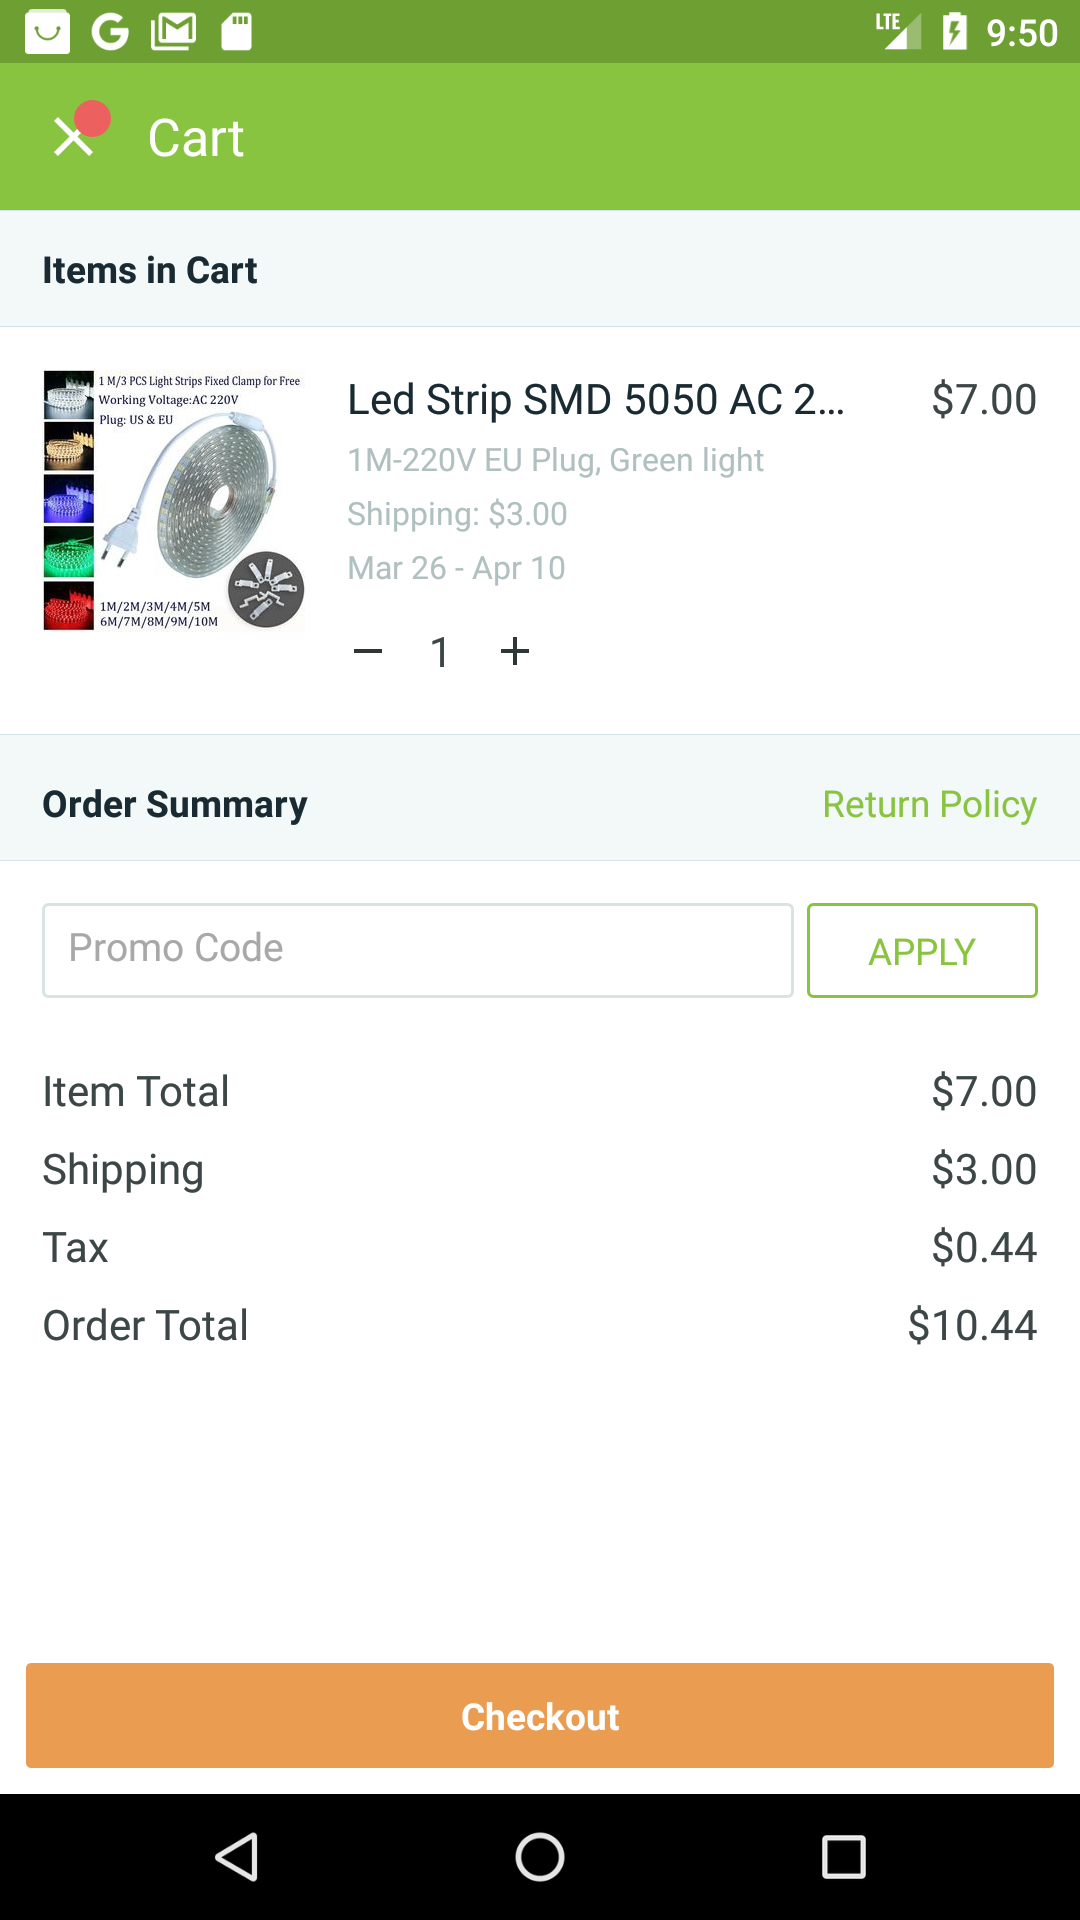 LTE 9:50
Cart
Items in Cart
1 M/3 PCS Light Strips Fixed Clamp for Free
Working Voltage:AC 220V
Plug: US & EU
1M/2M/3M/4M/5M
6M/7M/8M/9M/10M
Led Strip SMD 5050 AC 2... $7.00
1M-220V EU Plug, Green light
Shipping: $3.00
Mar 26 - Apr 10
1
Order Summary Return Policy
Promo Code APPLY
Item Total $7.00
Shipping $3.00
Tax $0.44
Order Total $10.44
Checkout